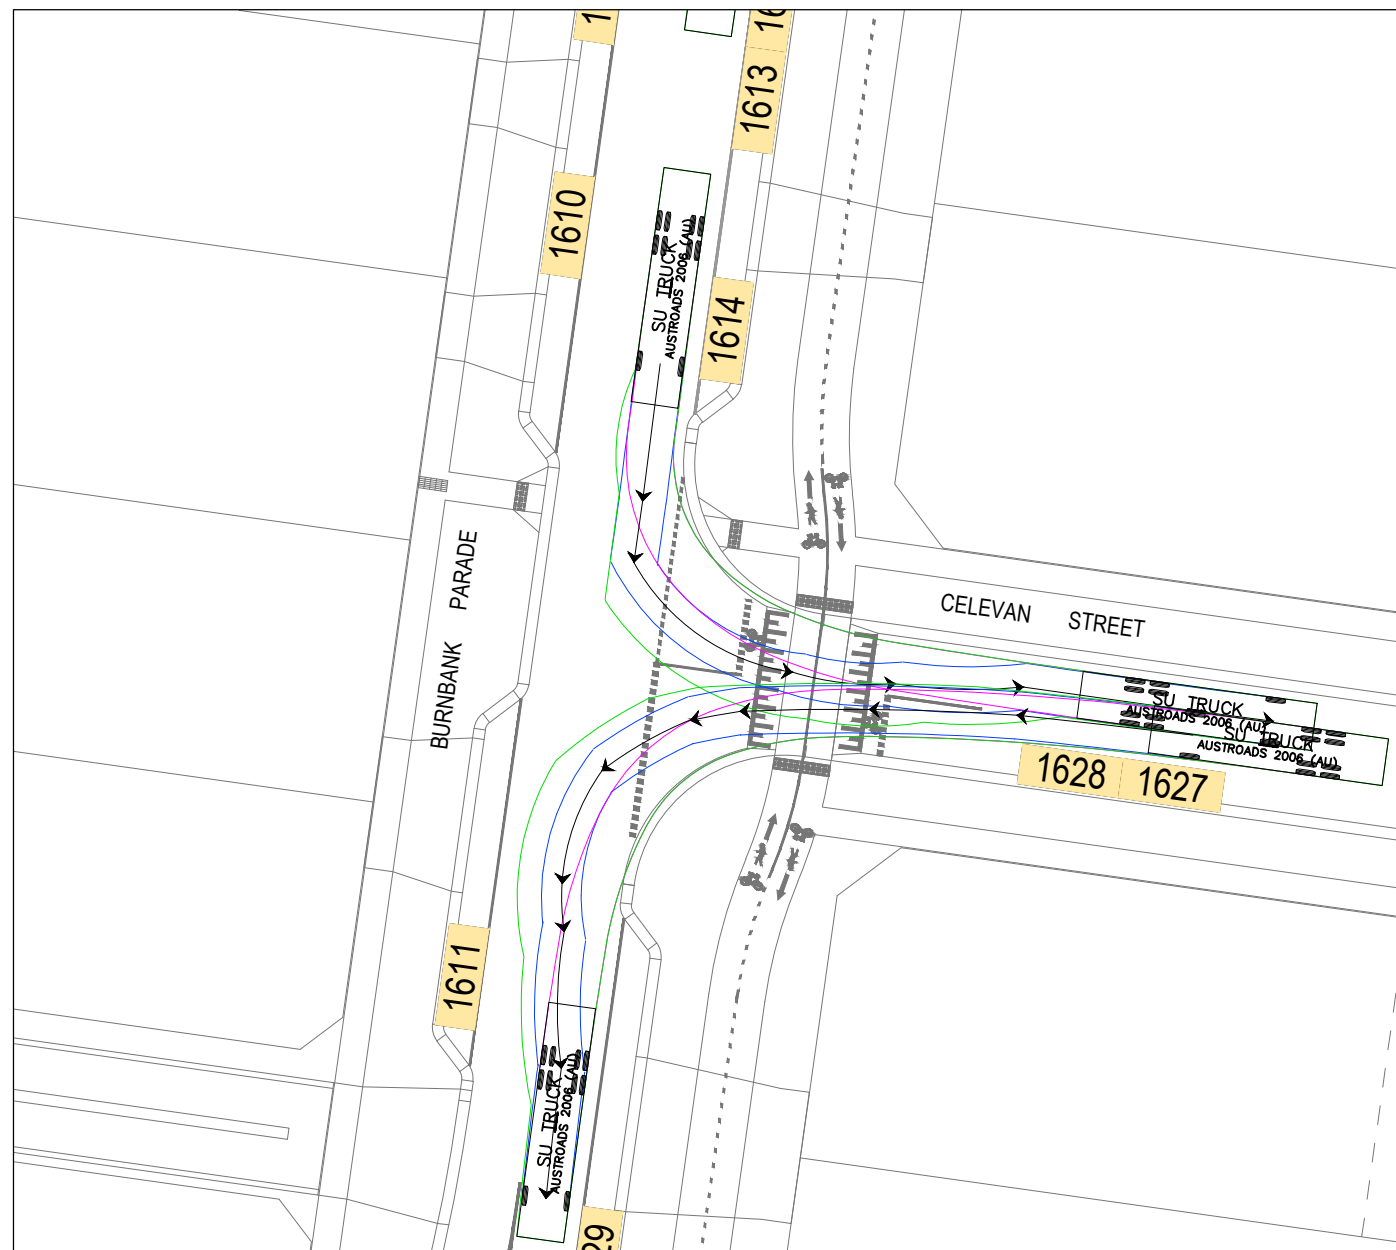 1613
1610
SU TRUCK
AUSTROADS 2006 (AU)
1614
BURNBANK PARADE
CELEVAN STREET
SU TRUCK
AUSTROADS 2006 (AU)
SU TRUCK
AUSTROADS 2006 (AU)
1628
1627
1611
SU TRUCK
AUSTROADS 2006 (AU)